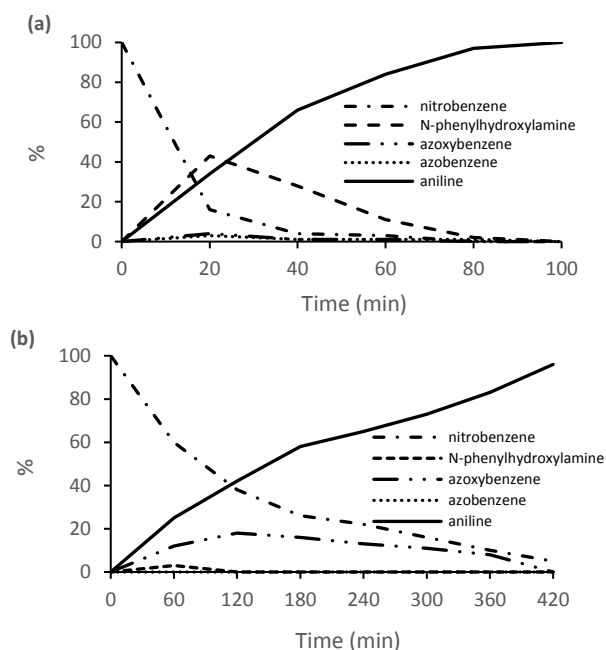 (a)
100
80
60
40
20
0
%
nitrobenzene
N-phenylhydroxylamine
azoxybenzene
azobenzene
aniline
0 20 40 60 80 100
Time (min)
(b)
100
80
60
40
20
0
%
nitrobenzene
N-phenylhydroxylamine
azoxybenzene
azobenzene
aniline
0 60 120 180 240 300 360 420
Time (min)